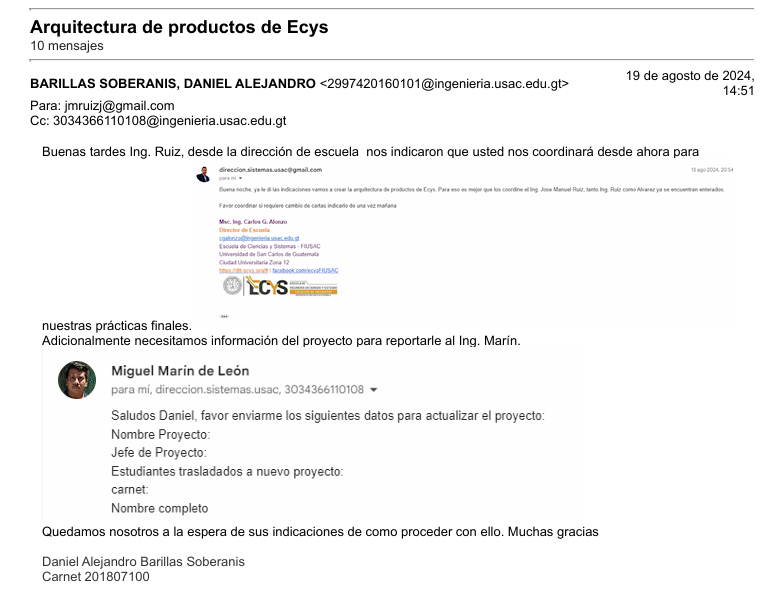 Arquitectura de productos de Ecys
10 mensajes
BARILLAS SOBERANIS, DANIEL ALEJANDRO <2997420160101@ingenieria.usac.edu.gt>
19 de agosto de 2024,
14:51
Para: jmruizj@gmail.com
Cc: 3034366110108@ingenieria.usac.edu.gt
Buenas tardes Ing. Ruiz, desde la dirección de escuela  nos indicaron que usted nos coordinará desde ahora para
direccion.sistemas.usac@gmail.com
13 ago 2024, 20:54
para mí
Buena noche, ya le di las indicaciones vamos a crear la arquitectura de productos de Ecys. Para eso es mejor que los coordine el Ing. Jose Manuel Ruiz, tanto Ing. Ruiz como Alvarez ya se encuentran enterados.
Favor coordinar si requiere cambio de cartas indicarlo de una vez mañana
Msc. Ing. Carlos G. Alonzo
Director de Escuela
cgalonzo@ingenieria.usac.edu.gt
Escuela de Ciencias y Sistemas - FIUSAC
Universidad de San Carlos de Guatemala
Ciudad Universitaria Zona 12
https://dtt-ecys.org/# | facebook.com/ecysFIUSAC
ECYS
nuestras prácticas finales.
Adicionalmente necesitamos información del proyecto para reportarle al Ing. Marín.
Miguel Marín de León
para mí, direccion.sistemas.usac, 3034366110108
Saludos Daniel, favor enviarme los siguientes datos para actualizar el proyecto:
Nombre Proyecto:
Jefe de Proyecto:
Estudiantes trasladados a nuevo proyecto:
carnet:
Nombre completo
Quedamos nosotros a la espera de sus indicaciones de como proceder con ello. Muchas gracias
Daniel Alejandro Barillas Soberanis
Carnet 201807100